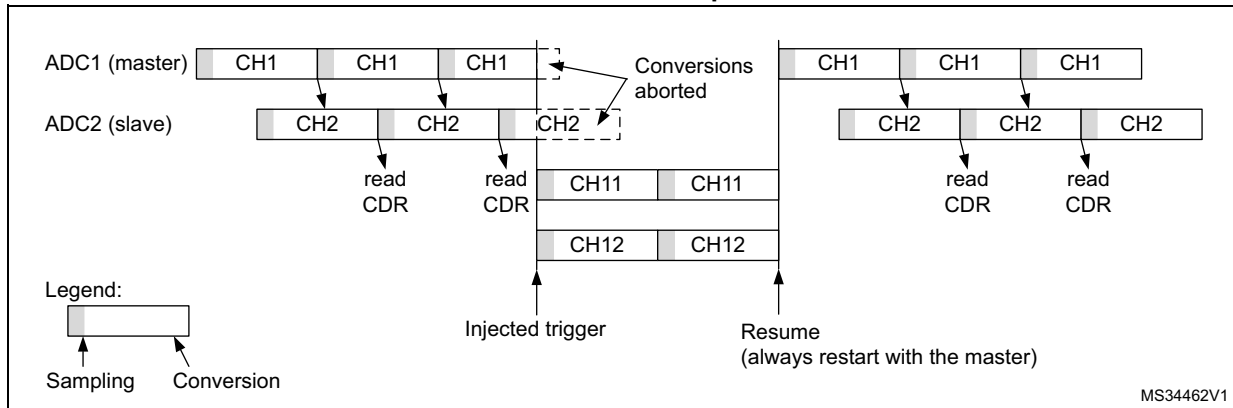 ADC1 (master) CH1 CH1 CH1 CH1 CH1 CH1
Conversions
aborted
ADC2 (slave) CH2 CH2 CH2 CH2 CH2 CH2
read
CDR
read
CDR
read
CDR
read
CDR
CH11 CH11
CH12 CH12
Legend:
Sampling Conversion
Injected trigger
Resume
(always restart with the master)
MS34462V1